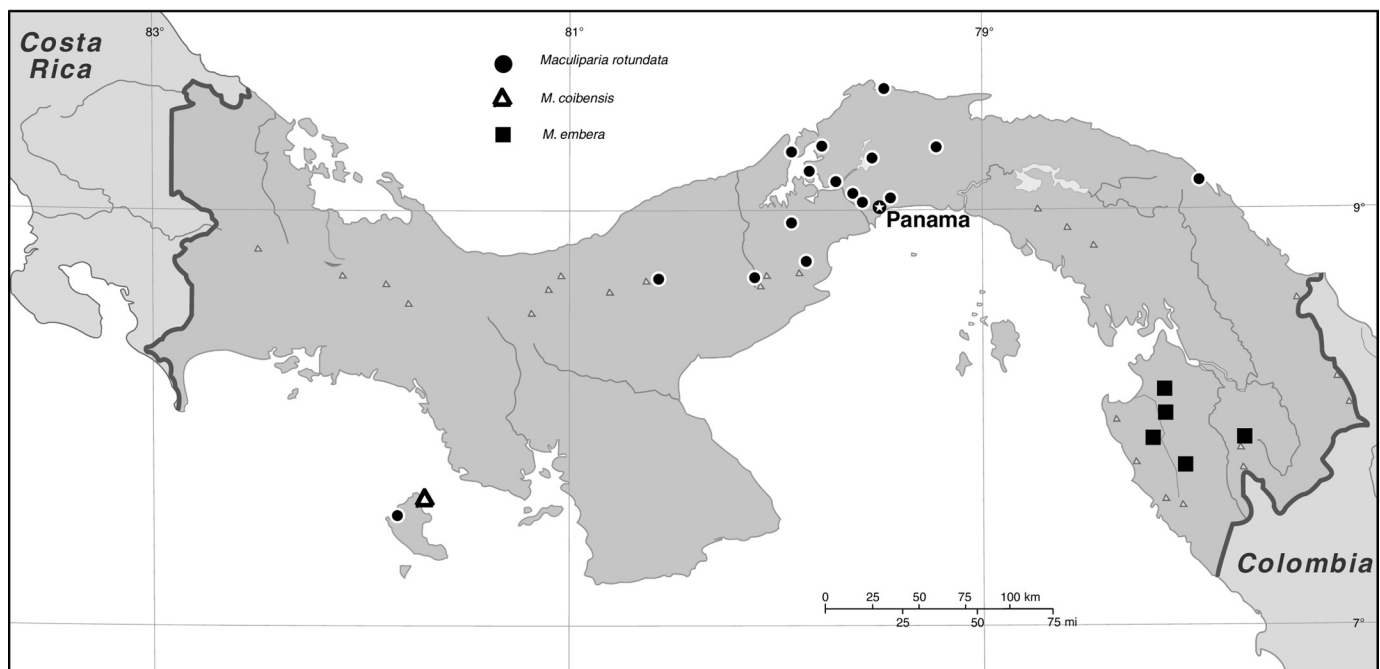 83°
81°
79°
Costa
Rica
Maculiparia rotundata
M. coibensis
M. embera
9°
Panama
Colombia
0 25 50 75 100 km
25 50 75 mi
7°